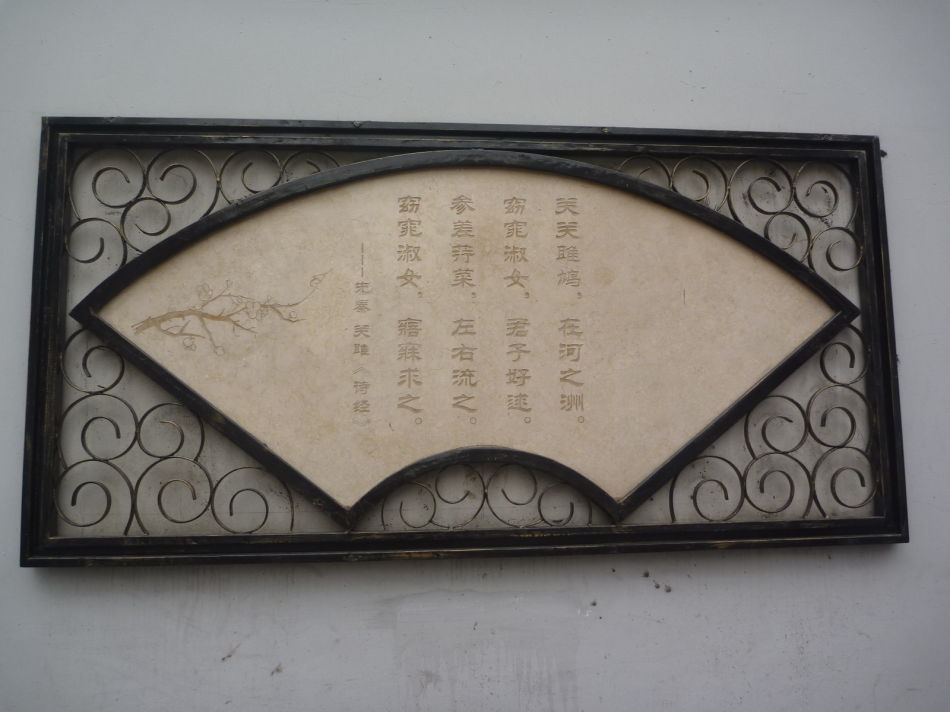 关关雎鸠，在河之洲。
窈窕淑女，君子好逑。
参差荇菜，左右流之。
窈窕淑女，寤寐求之。
——先秦 关雎《诗经》